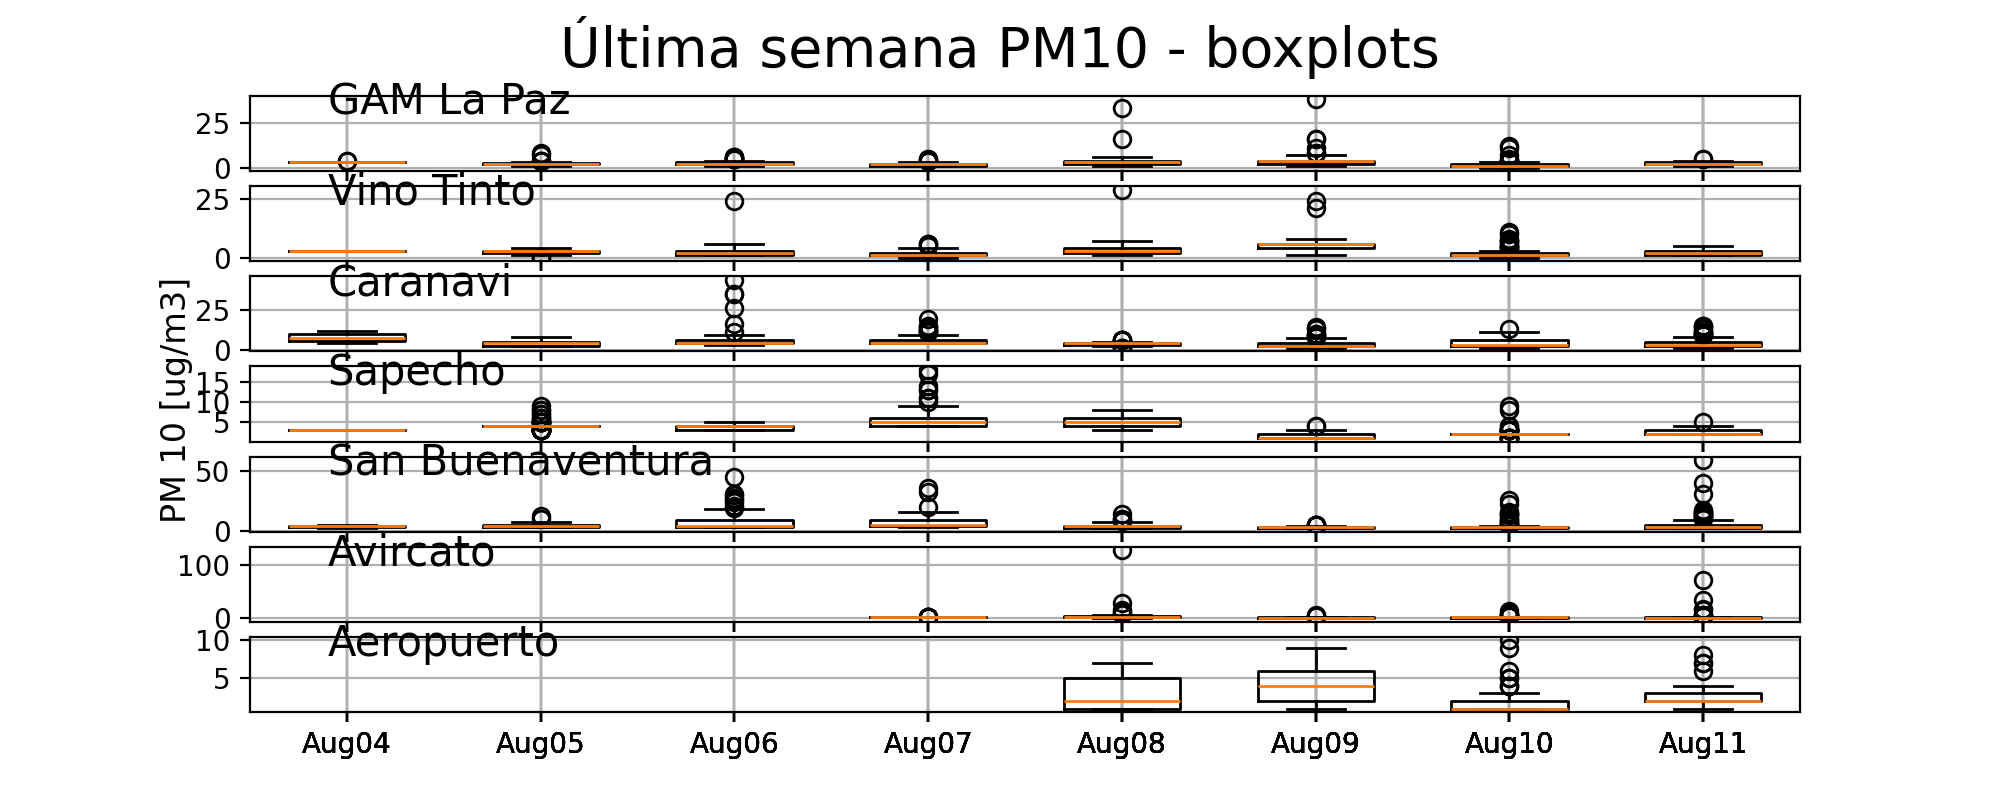 Última semana PM10 - boxplots
GAM La Paz
25
0
Vino Tinto
25
0
Caranavi
25
0
PM 10 [ug/m3]
Sapecho
15
10
5
San Buenaventura
50
0
Avircato
100
0
Aeropuerto
10
5
Aug04 Aug05 Aug06 Aug07 Aug08 Aug09 Aug10 Aug11